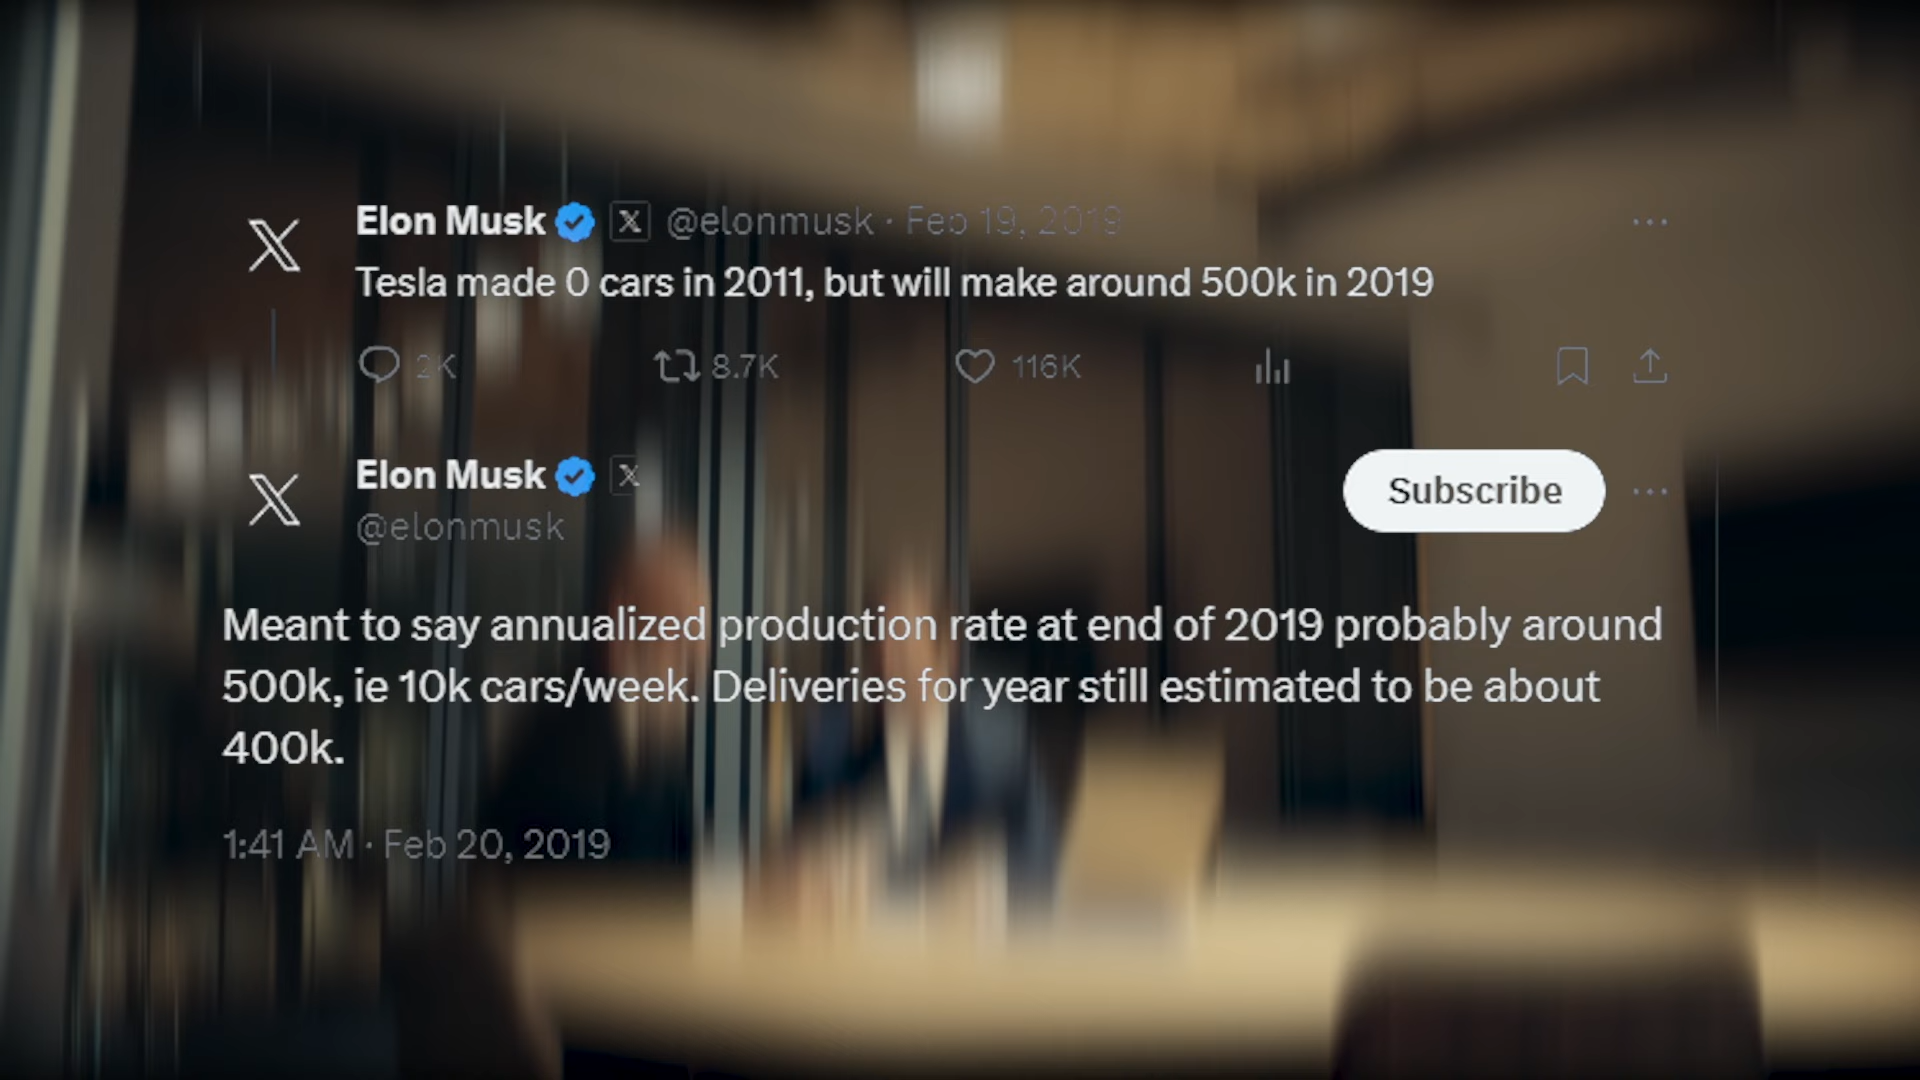 Elon Musk @elonmusk · Feb 19, 2019
Tesla made 0 cars in 2011, but will make around 500k in 2019
2K 8.7K 116K
Elon Musk
@elonmusk
Subscribe
Meant to say annualized production rate at end of 2019 probably around
500k, ie 10k cars/week. Deliveries for year still estimated to be about
400k.
1:41 AM · Feb 20, 2019